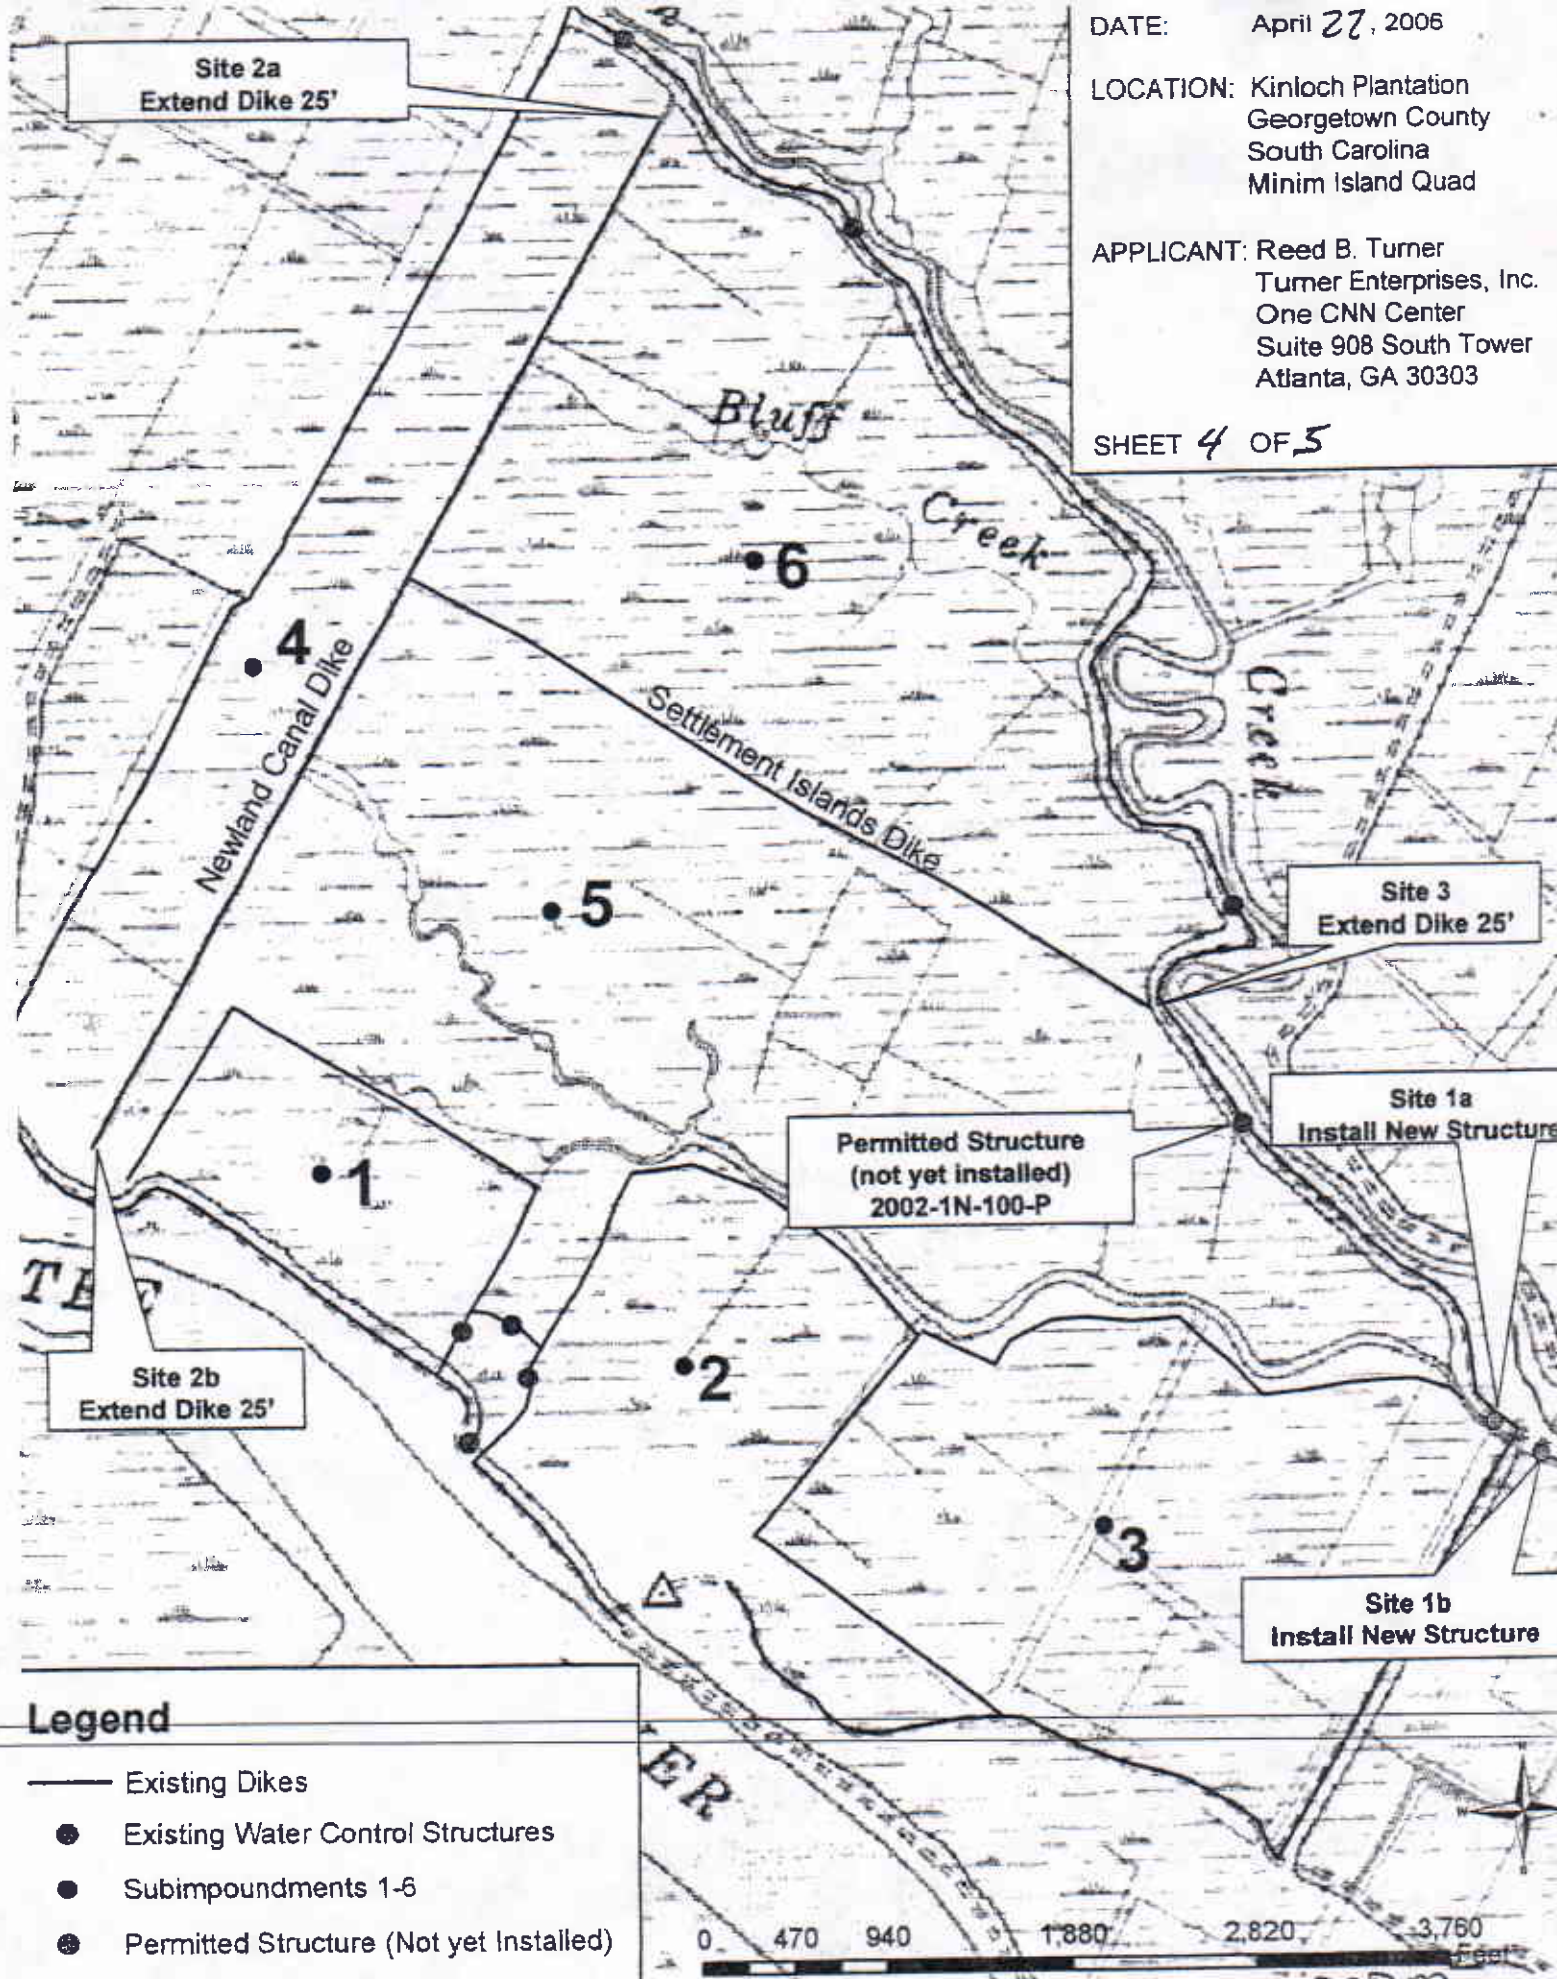 DATE: April 27, 2006
LOCATION: Kinloch Plantation
Georgetown County
South Carolina
Minim Island Quad
APPLICANT: Reed B. Turner
Turner Enterprises, Inc.
One CNN Center
Suite 908 South Tower
Atlanta, GA 30303
SHEET 4 OF 5
Site 2a
Extend Dike 25'
Bluff
Creek
6
4
Newland Canal Dike
Settlement Islands Dike
Creek
5
Site 3
Extend Dike 25'
Site 1a
Install New Structure
Permitted Structure
(not yet installed)
2002-1N-100-P
1
2
Site 2b
Extend Dike 25'
3
Site 1b
Install New Structure
ER
Legend
Existing Dikes
Existing Water Control Structures
Subimpoundments 1-6
Permitted Structure (Not yet Installed)
0 470 940 1,880 2,820 3,760
Feet